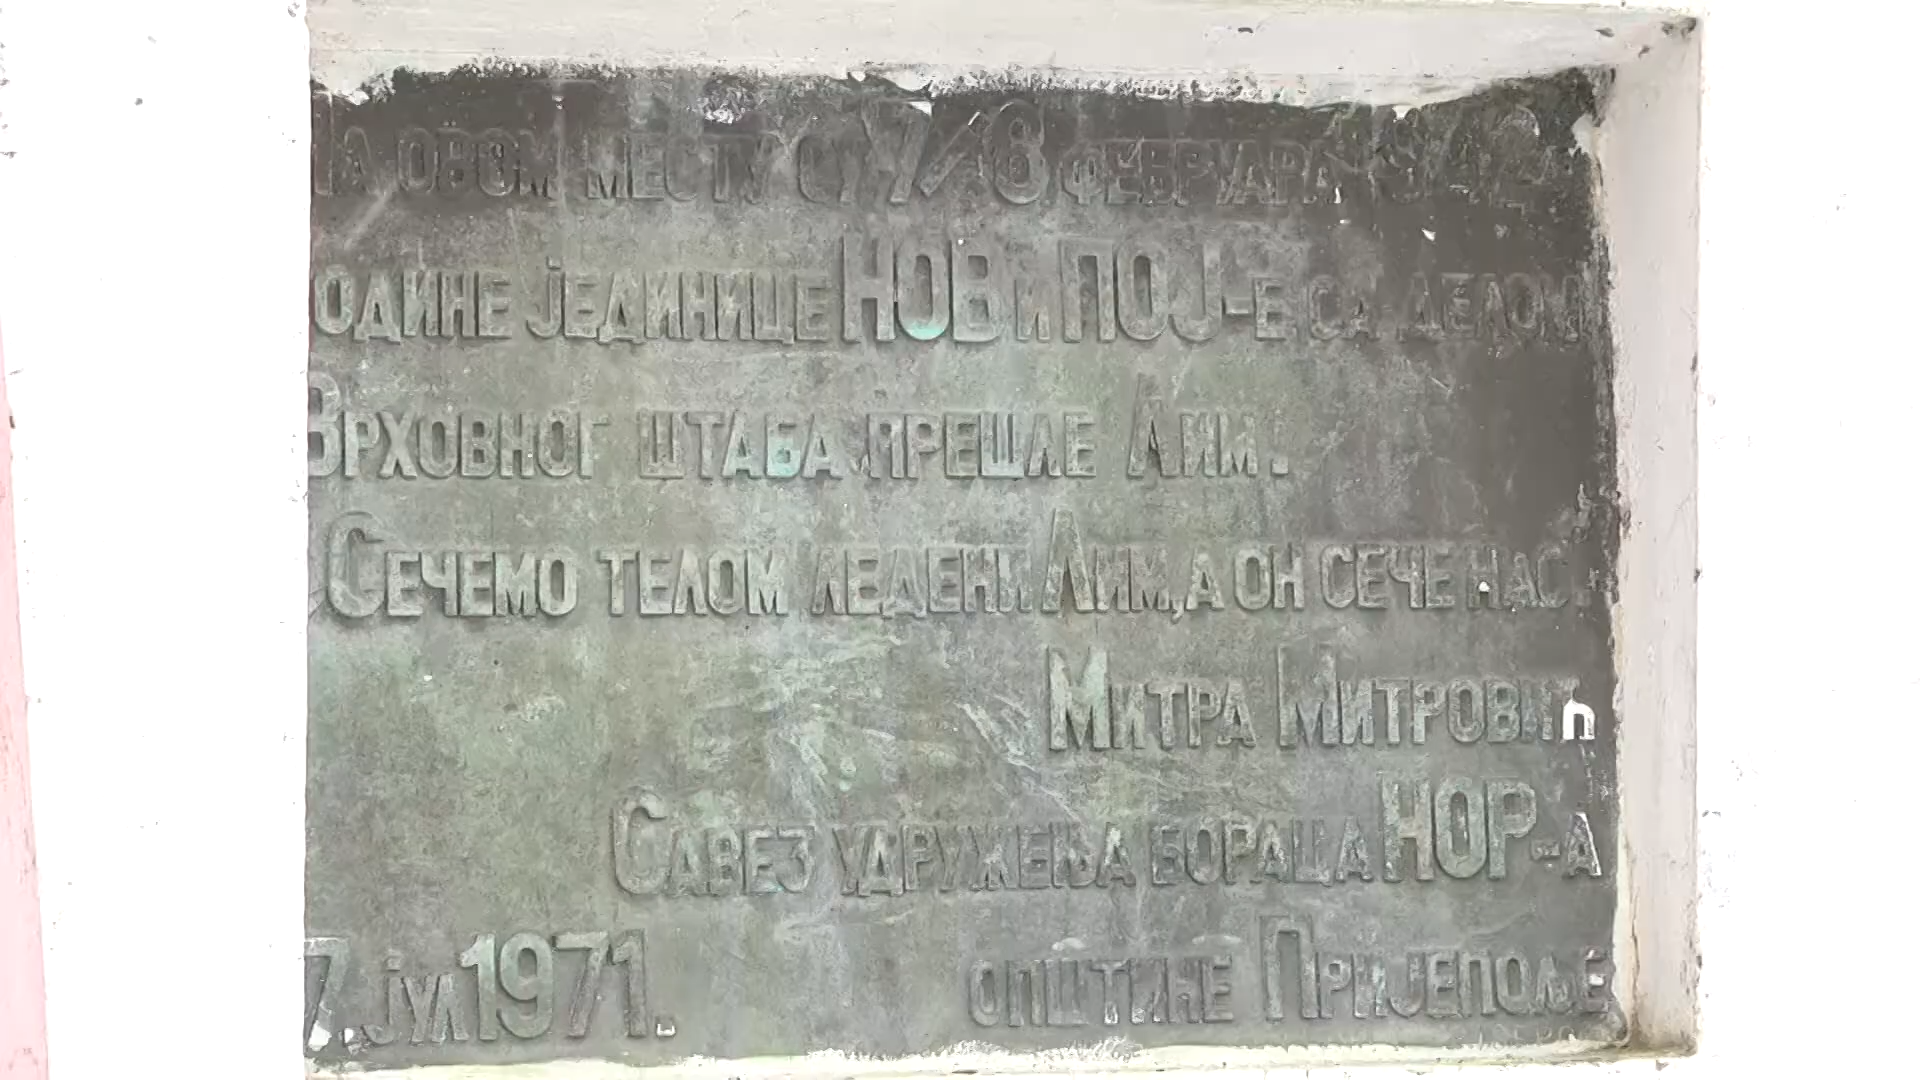 На овом месту су 7/8 фебруара 1942
године јединице НОВ и ПОЈ-е са делом
Врховног штаба прешле Лим.
Сечемо телом ледени Лим, а он сече нас
Митра Митровић
Савез удружења бораца НОР-а
7. јул 1971. општине Пријепоље